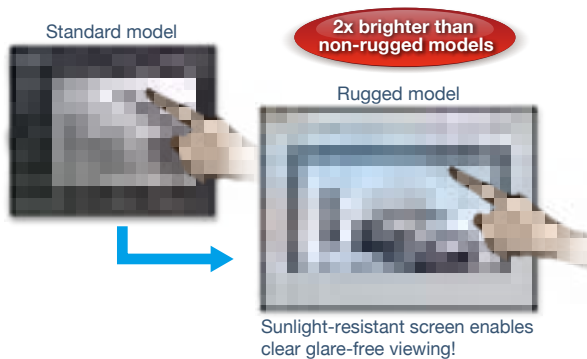 Standard model
2x brighter than
non-rugged models
Rugged model
Sunlight-resistant screen enables
clear glare-free viewing!